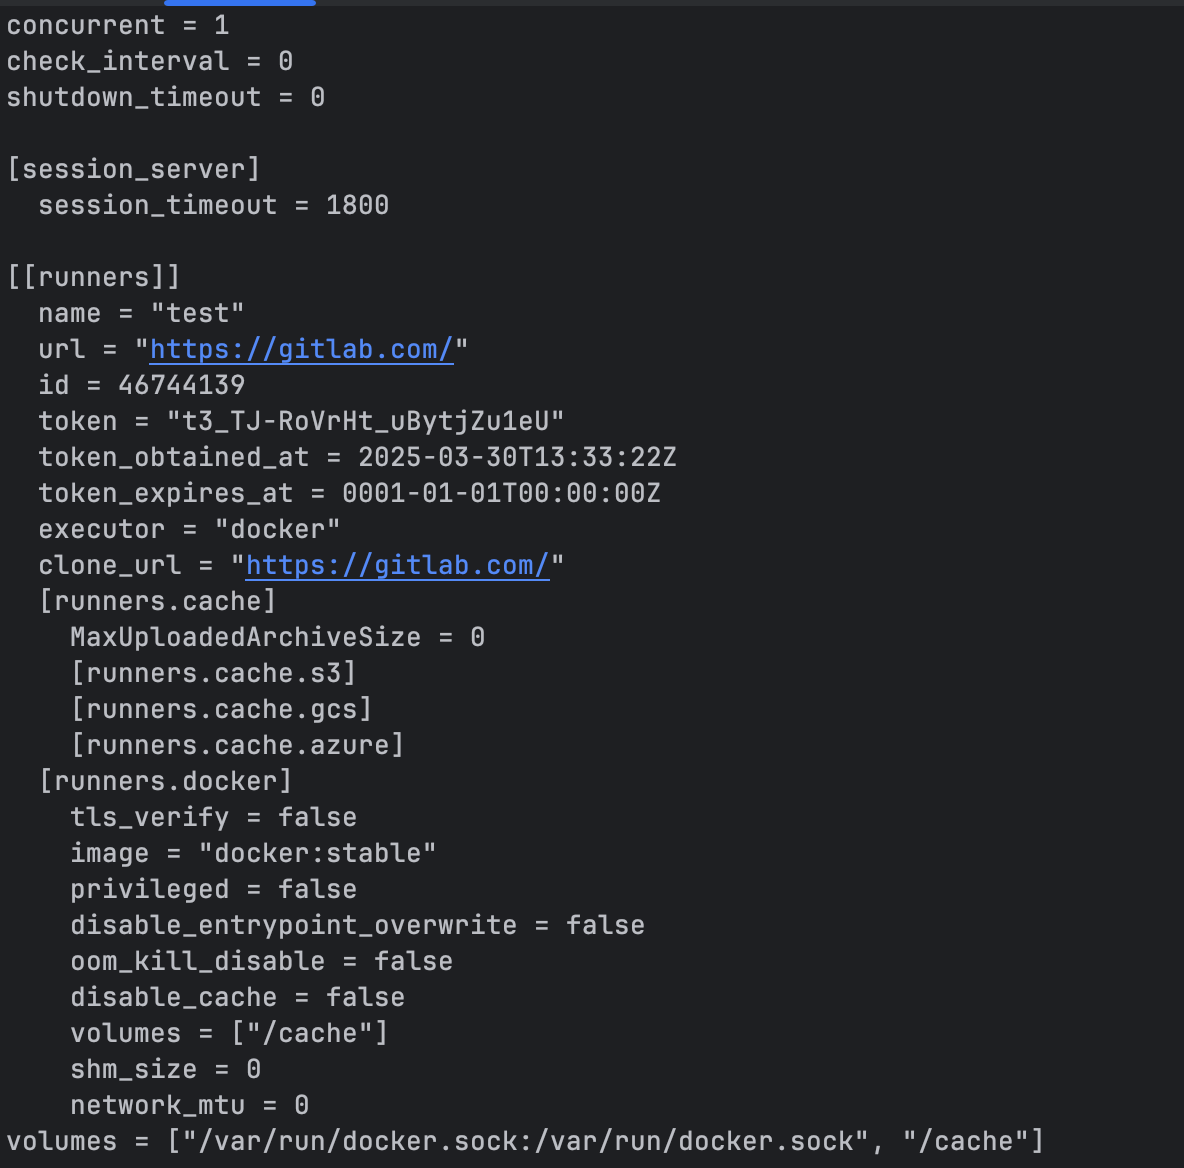 concurrent = 1
check_interval = 0
shutdown_timeout = 0

[session_server]
  session_timeout = 1800

[[runners]]
  name = "test"
  url = "https://gitlab.com/"
  id = 46744139
  token = "t3_TJ-RoVrHt_uBytjZu1eU"
  token_obtained_at = 2025-03-30T13:33:22Z
  token_expires_at = 0001-01-01T00:00:00Z
  executor = "docker"
  clone_url = "https://gitlab.com/"
  [runners.cache]
    MaxUploadedArchiveSize = 0
    [runners.cache.s3]
    [runners.cache.gcs]
    [runners.cache.azure]
  [runners.docker]
    tls_verify = false
    image = "docker:stable"
    privileged = false
    disable_entrypoint_overwrite = false
    oom_kill_disable = false
    disable_cache = false
    volumes = ["/cache"]
    shm_size = 0
    network_mtu = 0
volumes = ["/var/run/docker.sock:/var/run/docker.sock", "/cache"]